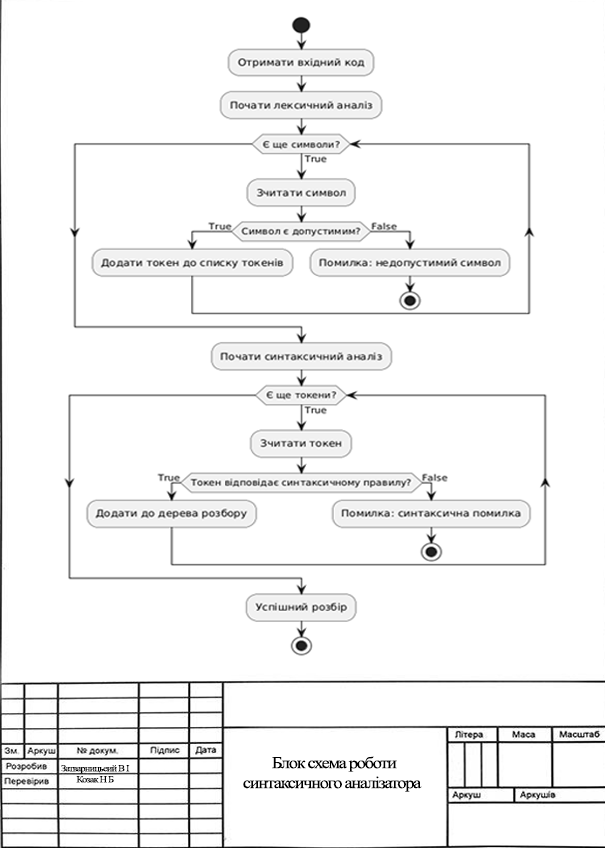 Отримати вхідний код
Почати лексичний аналіз
Є ще символи?
True
Зчитати символ
True
Символ є допустимим?
False
Додати токен до списку токенів
Помилка: недопустимий символ
Почати синтаксичний аналіз
Є ще токени?
True
Зчитати токен
True
Токен відповідає синтаксичному правилу?
False
Додати до дерева розбору
Помилка: синтаксична помилка
Успішний розбір
Зм.
Аркуш
№ докум.
Підпис
Дата
Розробив
В І
Перевірив
Козак Н Б
Блок схема роботи
синтаксичного аналізатора
Літера
Маса
Масштаб
Аркуш
Аркушів